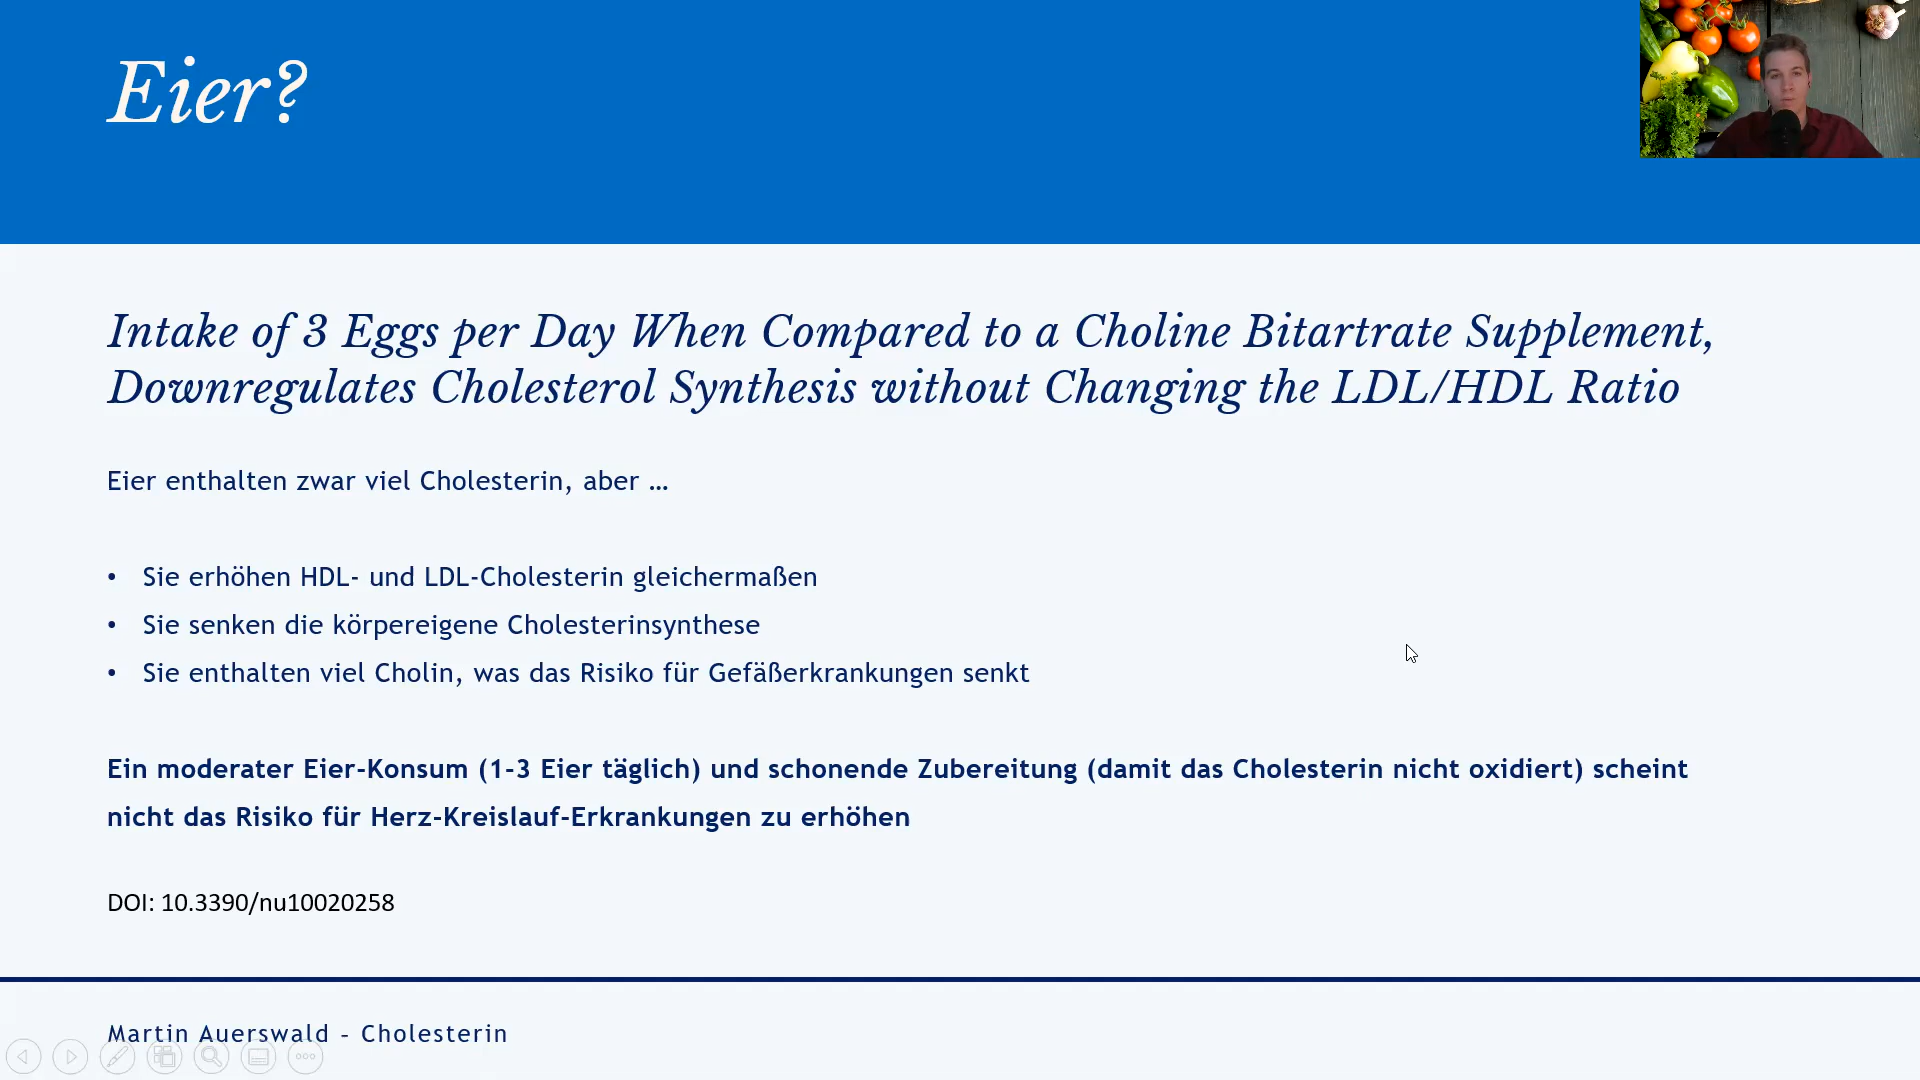 Eier?
Intake of 3 Eggs per Day When Compared to a Choline Bitartrate Supplement,
Downregulates Cholesterol Synthesis without Changing the LDL/HDL Ratio
Eier enthalten zwar viel Cholesterin, aber …
• Sie erhöhen HDL- und LDL-Cholesterin gleichermaßen
• Sie senken die körpereigene Cholesterinsynthese
• Sie enthalten viel Cholin, was das Risiko für Gefäßerkrankungen senkt
Ein moderater Eier-Konsum (1-3 Eier täglich) und schonende Zubereitung (damit das Cholesterin nicht oxidiert) scheint
nicht das Risiko für Herz-Kreislauf-Erkrankungen zu erhöhen
DOI: 10.3390/nu10020258
Martin Auerswald – Cholesterin